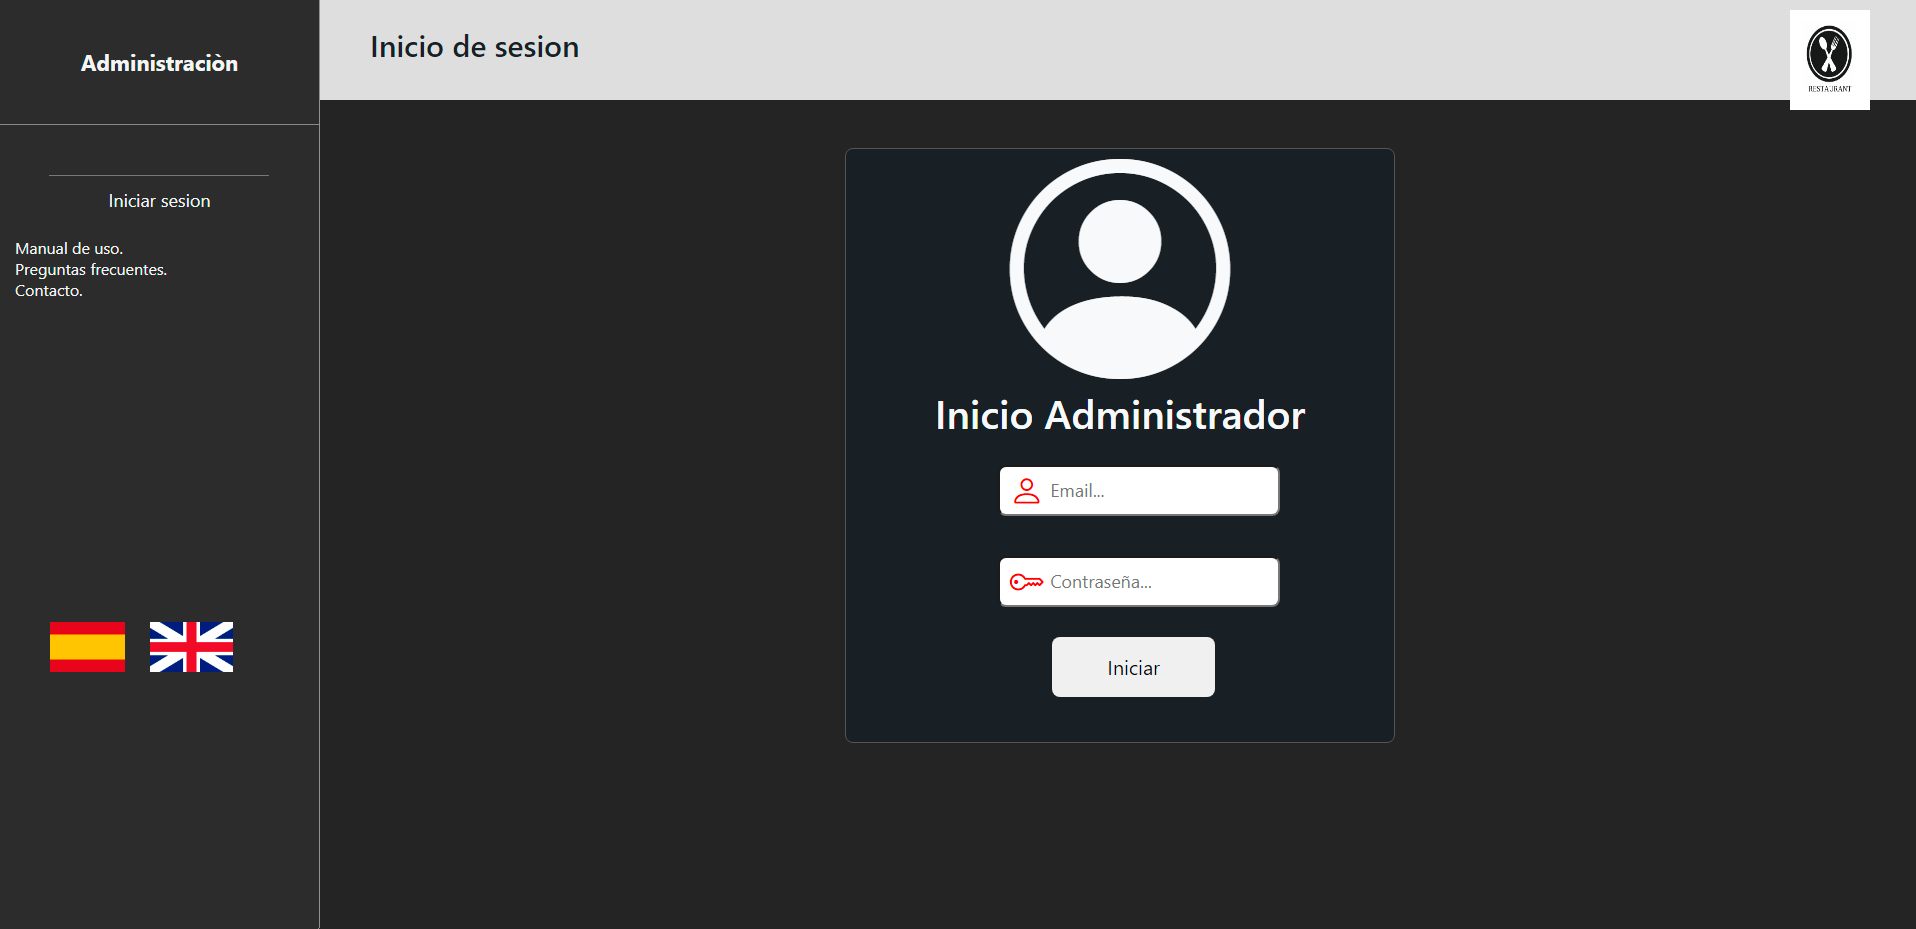 Administraciòn
Iniciar sesion
Manual de uso.
Preguntas frecuentes.
Contacto.
Inicio de sesion
RESTAURANT
Inicio Administrador
Email...
Contraseña...
Iniciar